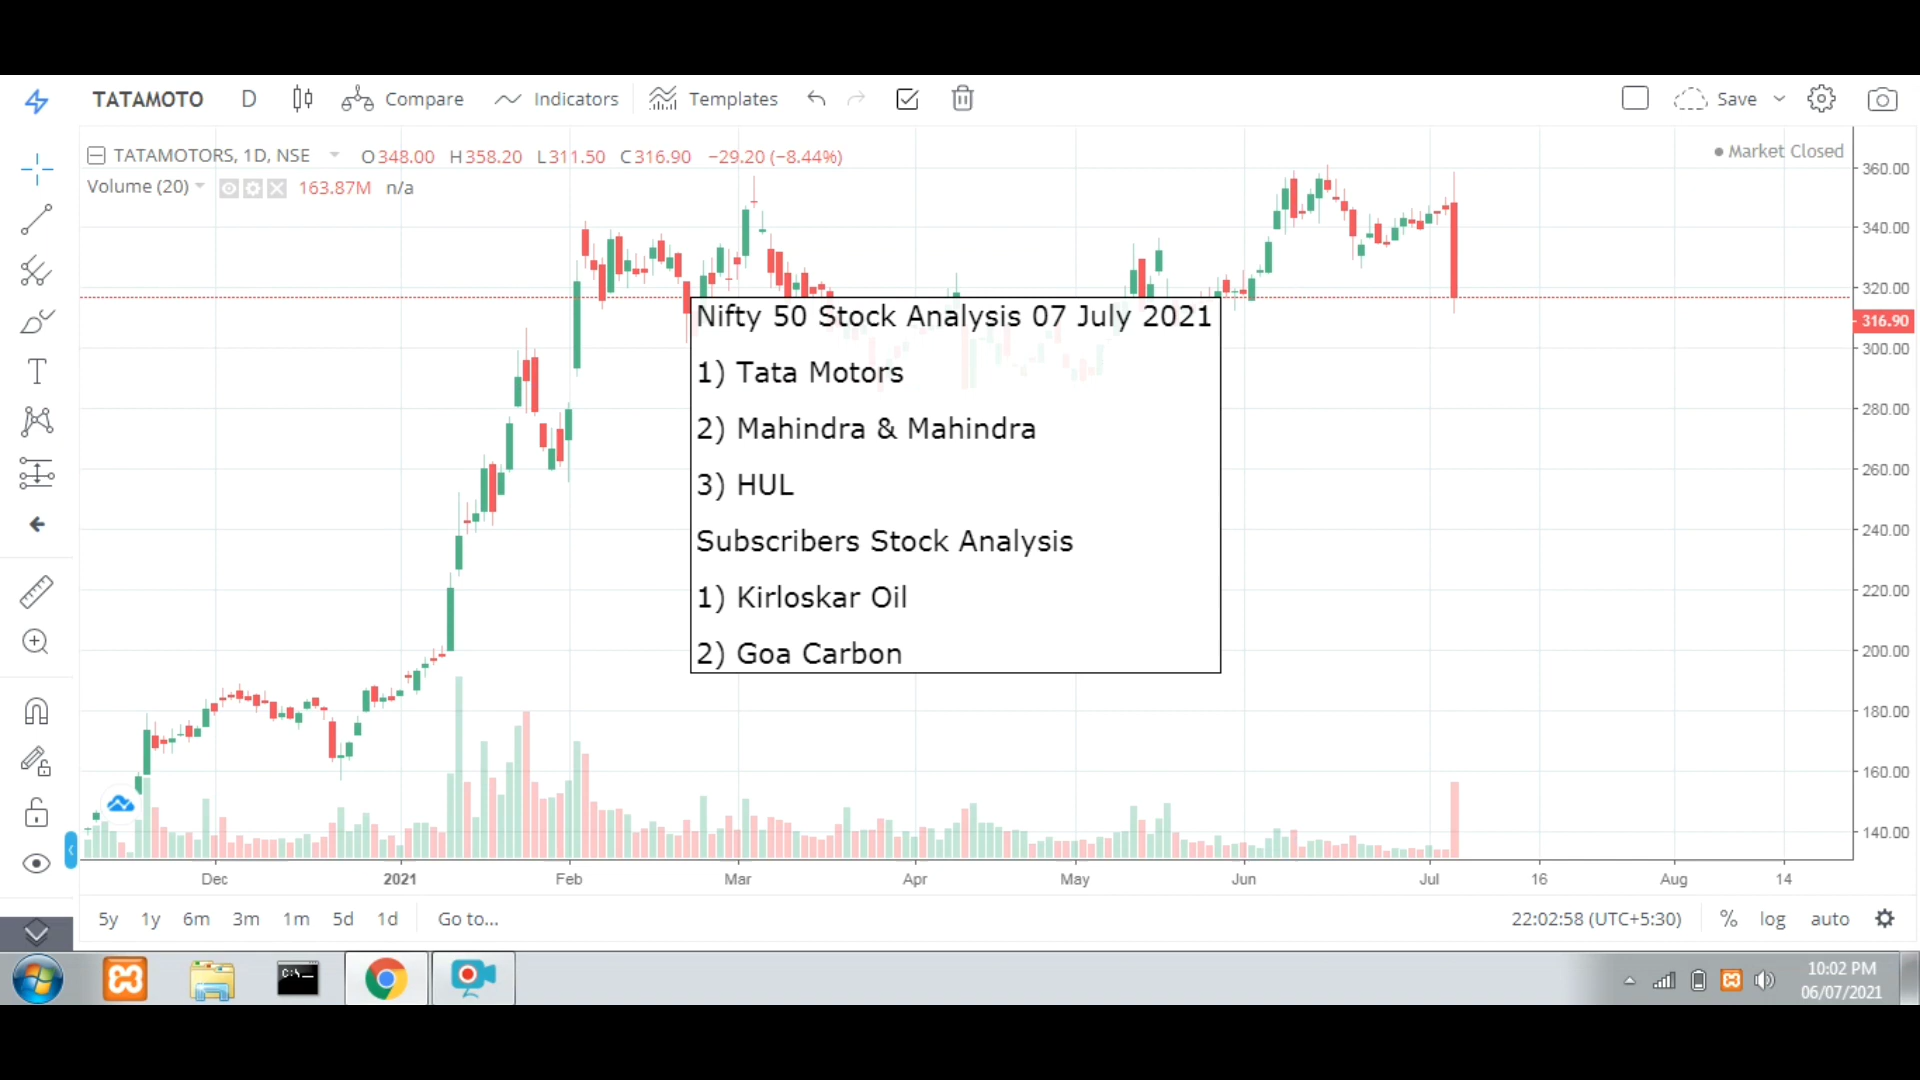 TATAMOTO D Compare Indicators Templates Save
TATAMOTORS, 1D, NSE O348.00 H358.20 L311.50 C316.90 −29.20 (−8.44%)
Market Closed
Volume (20) 163.87M n/a
360.00
340.00
320.00
316.90
300.00
280.00
260.00
240.00
220.00
200.00
180.00
160.00
140.00
Nifty 50 Stock Analysis 07 July 2021
1) Tata Motors
2) Mahindra & Mahindra
3) HUL
Subscribers Stock Analysis
1) Kirloskar Oil
2) Goa Carbon
Dec 2021 Feb Mar Apr May Jun Jul 16 Aug 14
5y 1y 6m 3m 1m 5d 1d Go to... 22:02:58 (UTC+5:30) % log auto
10:02 PM
06/07/2021